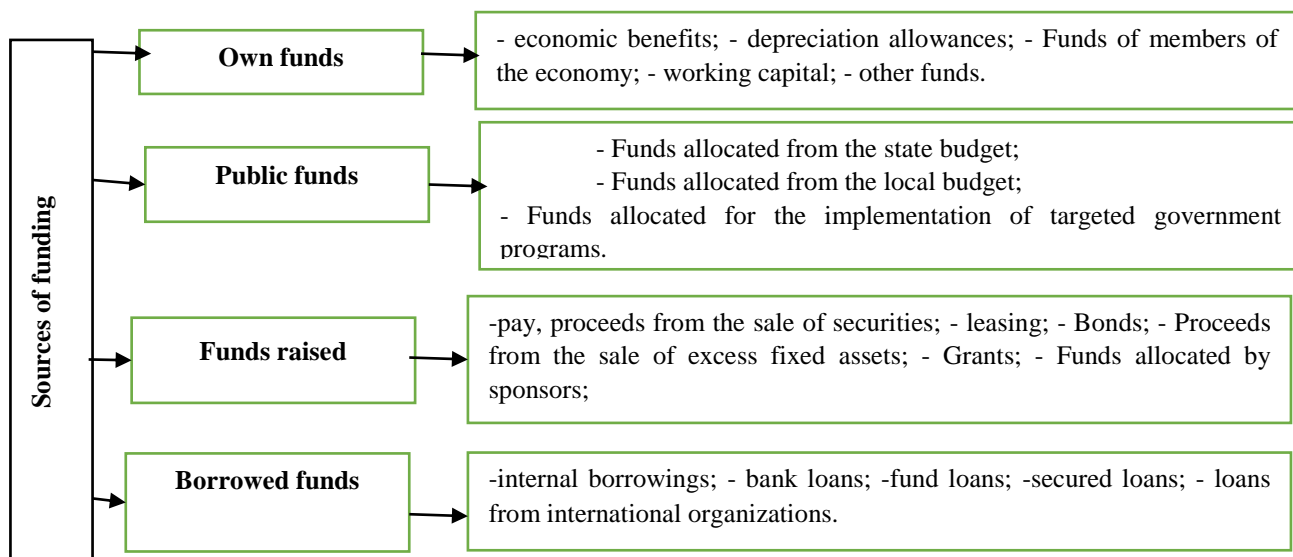 Sources of funding
Own funds
- economic benefits; - depreciation allowances; - Funds of members of
the economy; - working capital; - other funds.
Public funds
- Funds allocated from the state budget;
- Funds allocated from the local budget;
- Funds allocated for the implementation of targeted government
programs.
Funds raised
-pay, proceeds from the sale of securities; - leasing; - Bonds; - Proceeds
from the sale of excess fixed assets; - Grants; - Funds allocated by
sponsors;
Borrowed funds
-internal borrowings; - bank loans; -fund loans; -secured loans; - loans
from international organizations.